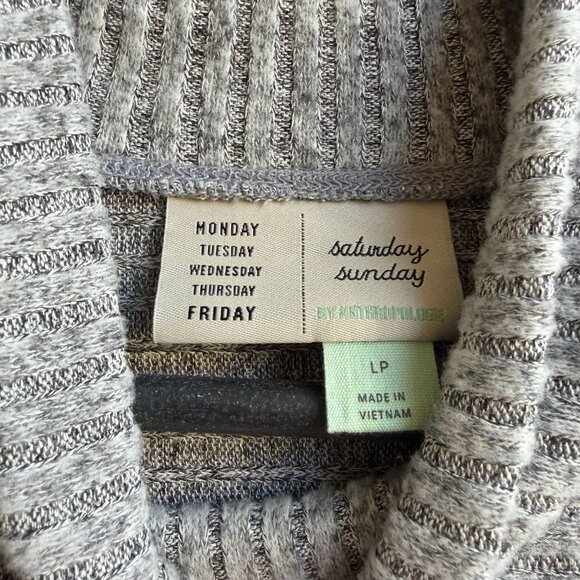 MONDAY
TUESDAY
WEDNESDAY
THURSDAY
FRIDAY
saturday
sunday
BY ANTHROPOLOGIE
LP
MADE IN
VIETNAM